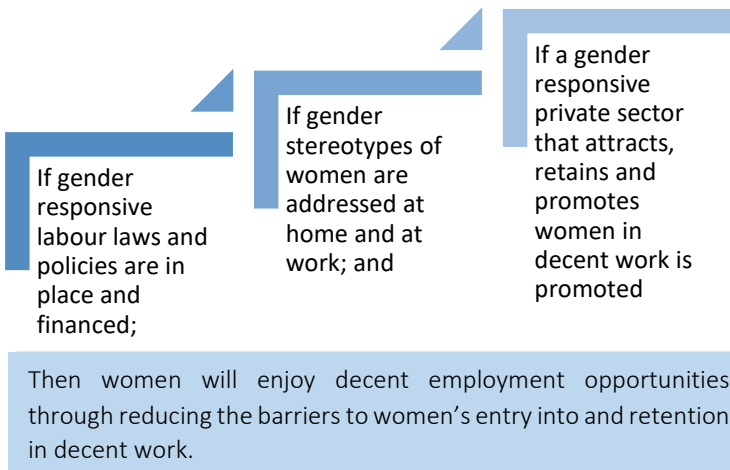 If gender
responsive
labour laws and
policies are in
place and
financed;
If gender
stereotypes of
women are
addressed at
home and at
work; and
If a gender
responsive
private sector
that attracts,
retains and
promotes
women in
decent work is
promoted
Then women will enjoy decent employment opportunities
through reducing the barriers to women’s entry into and retention
in decent work.